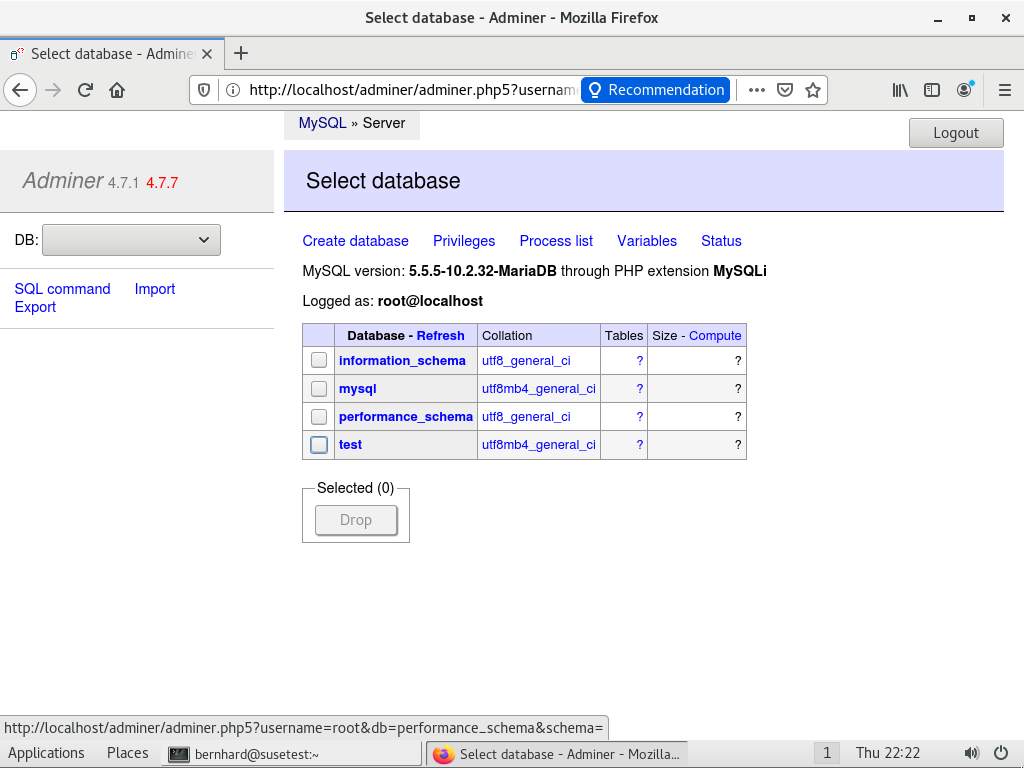 Select database - Adminer - Mozilla Firefox
Select database - Admine
http://localhost/adminer/adminer.php5?usernam Recommendation
MySQL » Server
Logout
Adminer 4.7.1 4.7.7
Select database
DB:
Create database Privileges Process list Variables Status
MySQL version: 5.5.5-10.2.32-MariaDB through PHP extension MySQLi
SQL command Import
Export
Logged as: root@localhost
Database - Refresh Collation Tables Size - Compute
information_schema utf8_general_ci ? ?
mysql utf8mb4_general_ci ? ?
performance_schema utf8_general_ci ? ?
test utf8mb4_general_ci ? ?
Selected (0)
Drop
http://localhost/adminer/adminer.php5?username=root&db=performance_schema&schema=
Applications Places bernhard@susetest:~ Select database - Adminer - Mozilla... 1 Thu 22:22